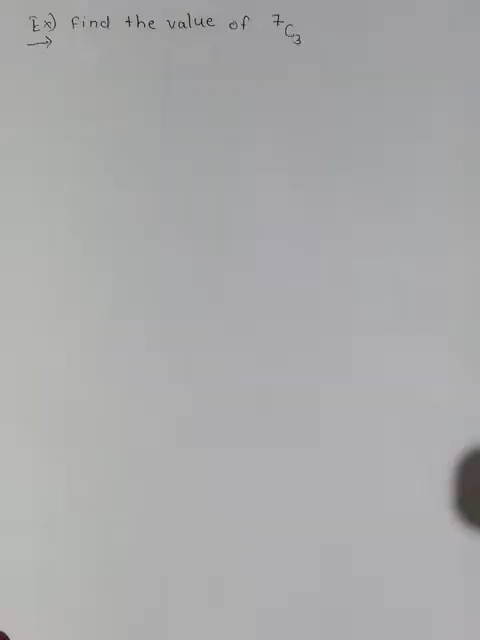 Ex) Find the value of ⁷C₃